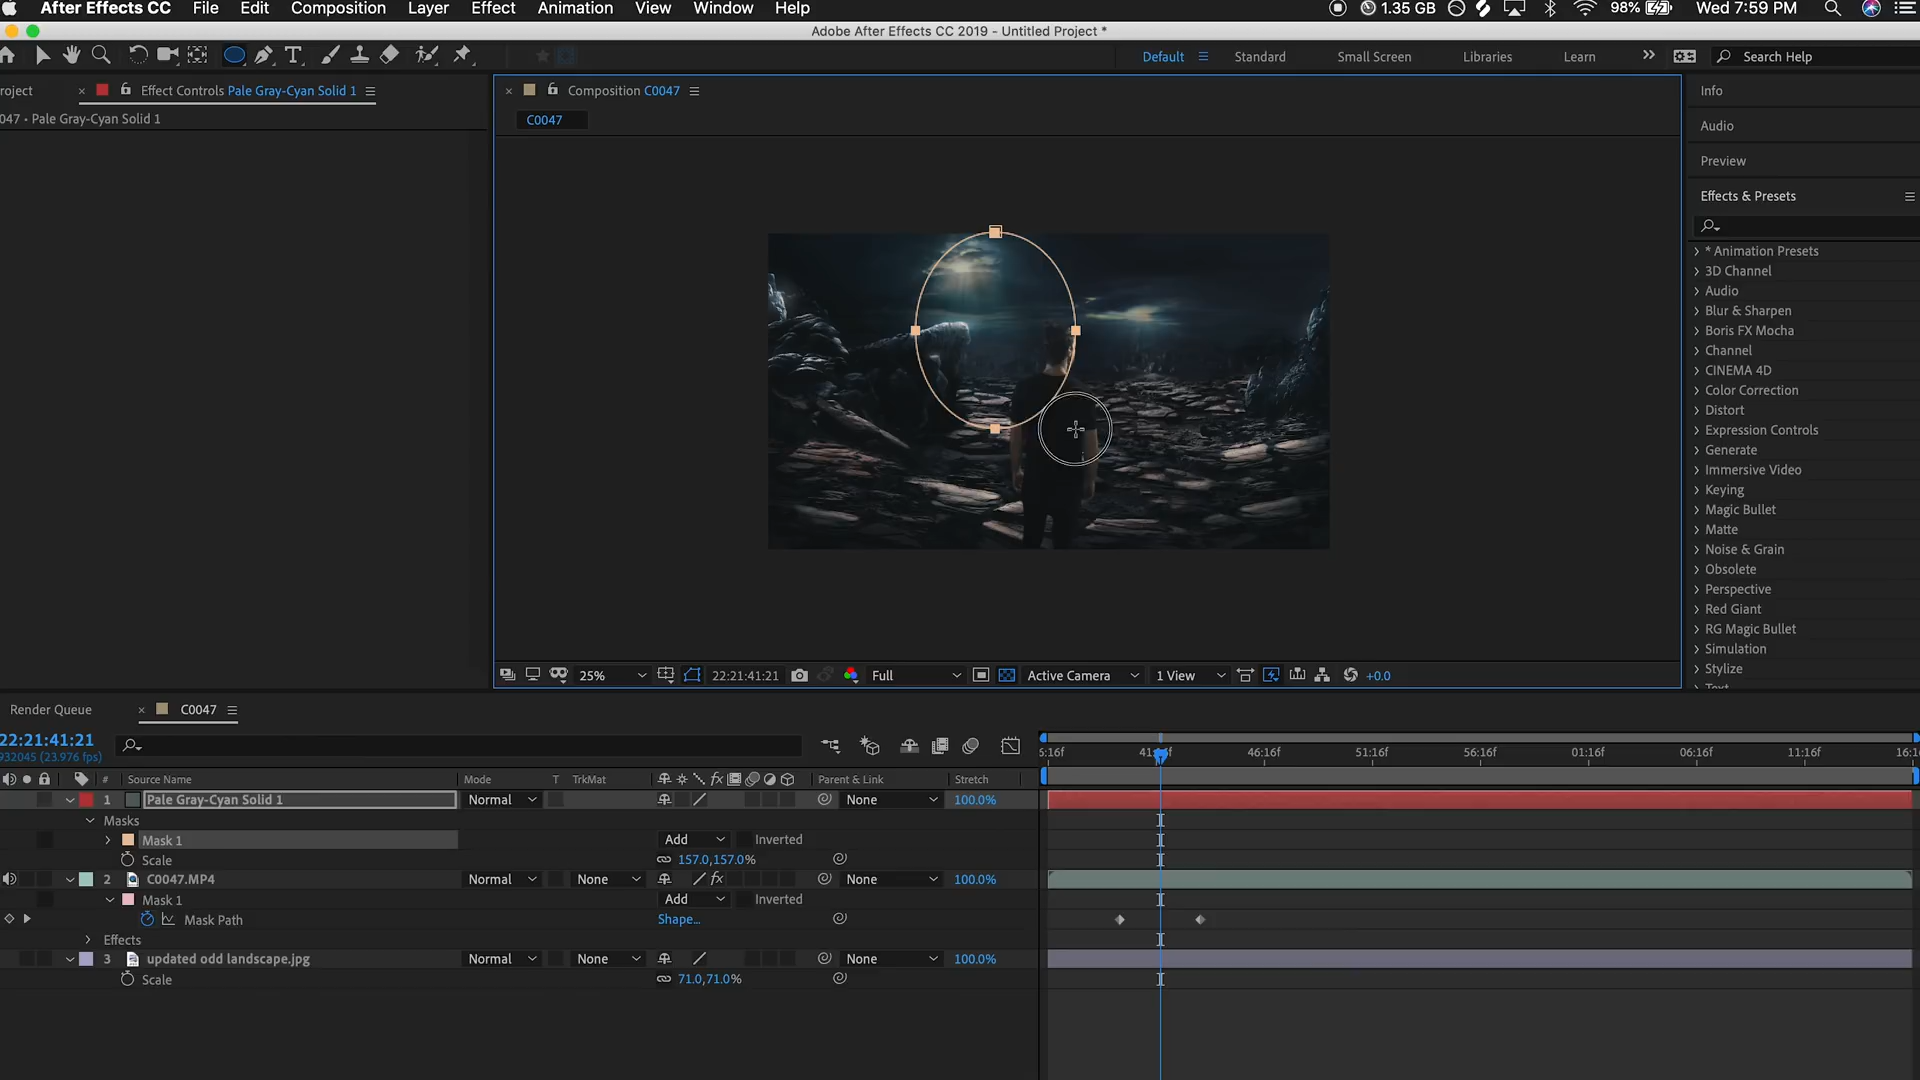 After Effects CC File Edit Composition Layer Effect Animation View Window Help 1.35 GB 98% Wed 7:59 PM
Adobe After Effects CC 2019 - Untitled Project *
T Default Standard Small Screen Libraries Learn Search Help
roject Effect Controls Pale Gray-Cyan Solid 1 Composition C0047 Info
047 • Pale Gray-Cyan Solid 1 C0047
Audio
Preview
Effects & Presets
* Animation Presets
3D Channel
Audio
Blur & Sharpen
Boris FX Mocha
Channel
CINEMA 4D
Color Correction
Distort
Expression Controls
Generate
Immersive Video
Keying
Magic Bullet
Matte
Noise & Grain
Obsolete
Perspective
Red Giant
RG Magic Bullet
Simulation
Stylize
25% 22:21:41:21 Full Active Camera 1 View +0.0
Render Queue C0047
22:21:41:21
932045 (23.976 fps)
5:16f 46:16f 51:16f 56:16f 01:16f 06:16f 11:16f
# Source Name Mode T TrkMat fx Parent & Link Stretch
1 Pale Gray-Cyan Solid 1 Normal None 100.0%
Masks
Mask 1 Add Inverted
Scale 157.0,157.0%
2 C0047.MP4 Normal None fx None 100.0%
Mask 1 Add Inverted
Mask Path Shape...
Effects
3 updated odd landscape.jpg Normal None None 100.0%
Scale 71.0,71.0%